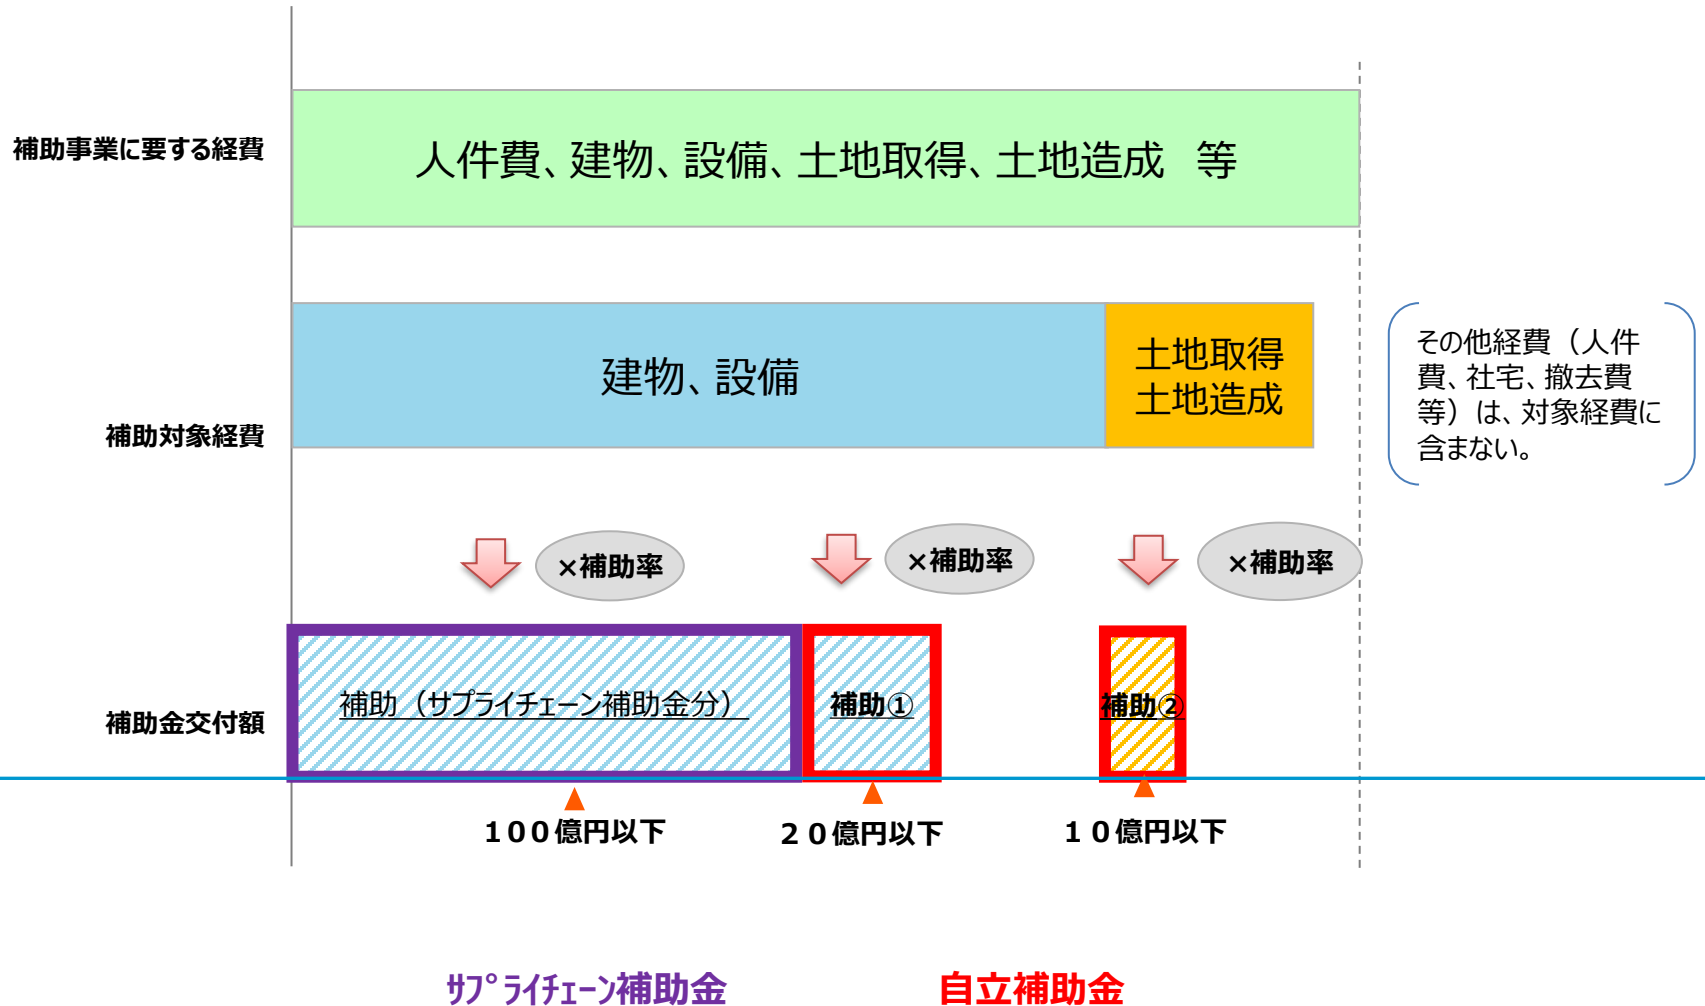 補助事業に要する経費
人件費、建物、設備、土地取得、土地造成　等
補助対象経費
建物、設備
土地取得
土地造成
その他経費（人件
費、社宅、撤去費
等）は、対象経費に
含まない。
×補助率
×補助率
×補助率
補助金交付額
補助（サプライチェーン補助金分）
補助①
補助②
１００億円以下
２０億円以下
１０億円以下
ｻﾌﾟﾗｲﾁｪｰﾝ補助金
自立補助金